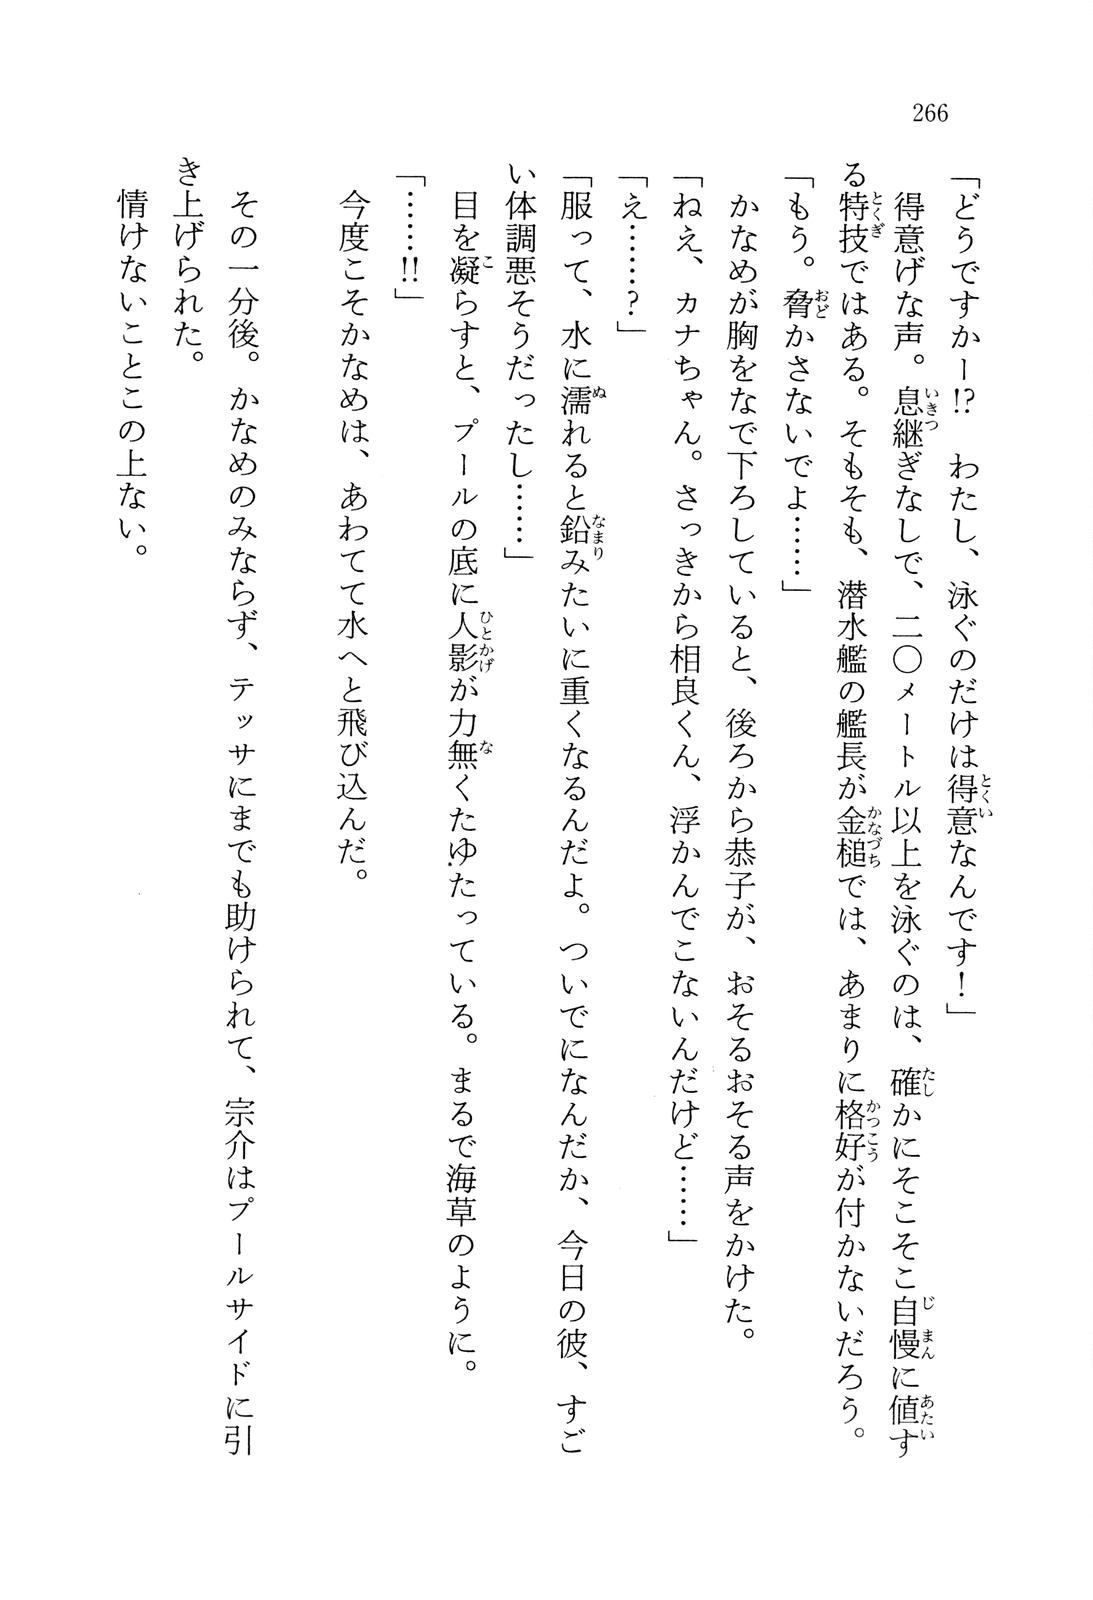 266
「どうですかー!? わたし、泳ぐのだけは得意なんです!」
　得意げな声。息継ぎなしで、二〇メートル以上を泳ぐのは、確かにそこそこ自慢に値す
る特技ではある。そもそも、潜水艦の艦長が金槌では、あまりに格好が付かないだろう。
「もう。脅かさないでよ……」
　かなめが胸をなで下ろしていると、後ろから恭子が、おそるおそる声をかけた。
「ねえ、カナちゃん。さっきから相良くん、浮かんでこないんだけど……」
「え……?」
「服って、水に濡れると鉛みたいに重くなるんだよ。ついでになんだか、今日の彼、すご
い体調悪そうだったし……」
　目を凝らすと、プールの底に人影が力無くたゆたっている。まるで海草のように。
「……!!」
　今度こそかなめは、あわてて水へと飛び込んだ。
　その一分後。かなめのみならず、テッサにまでも助けられて、宗介はプールサイドに引
き上げられた。
　情けないことこの上ない。